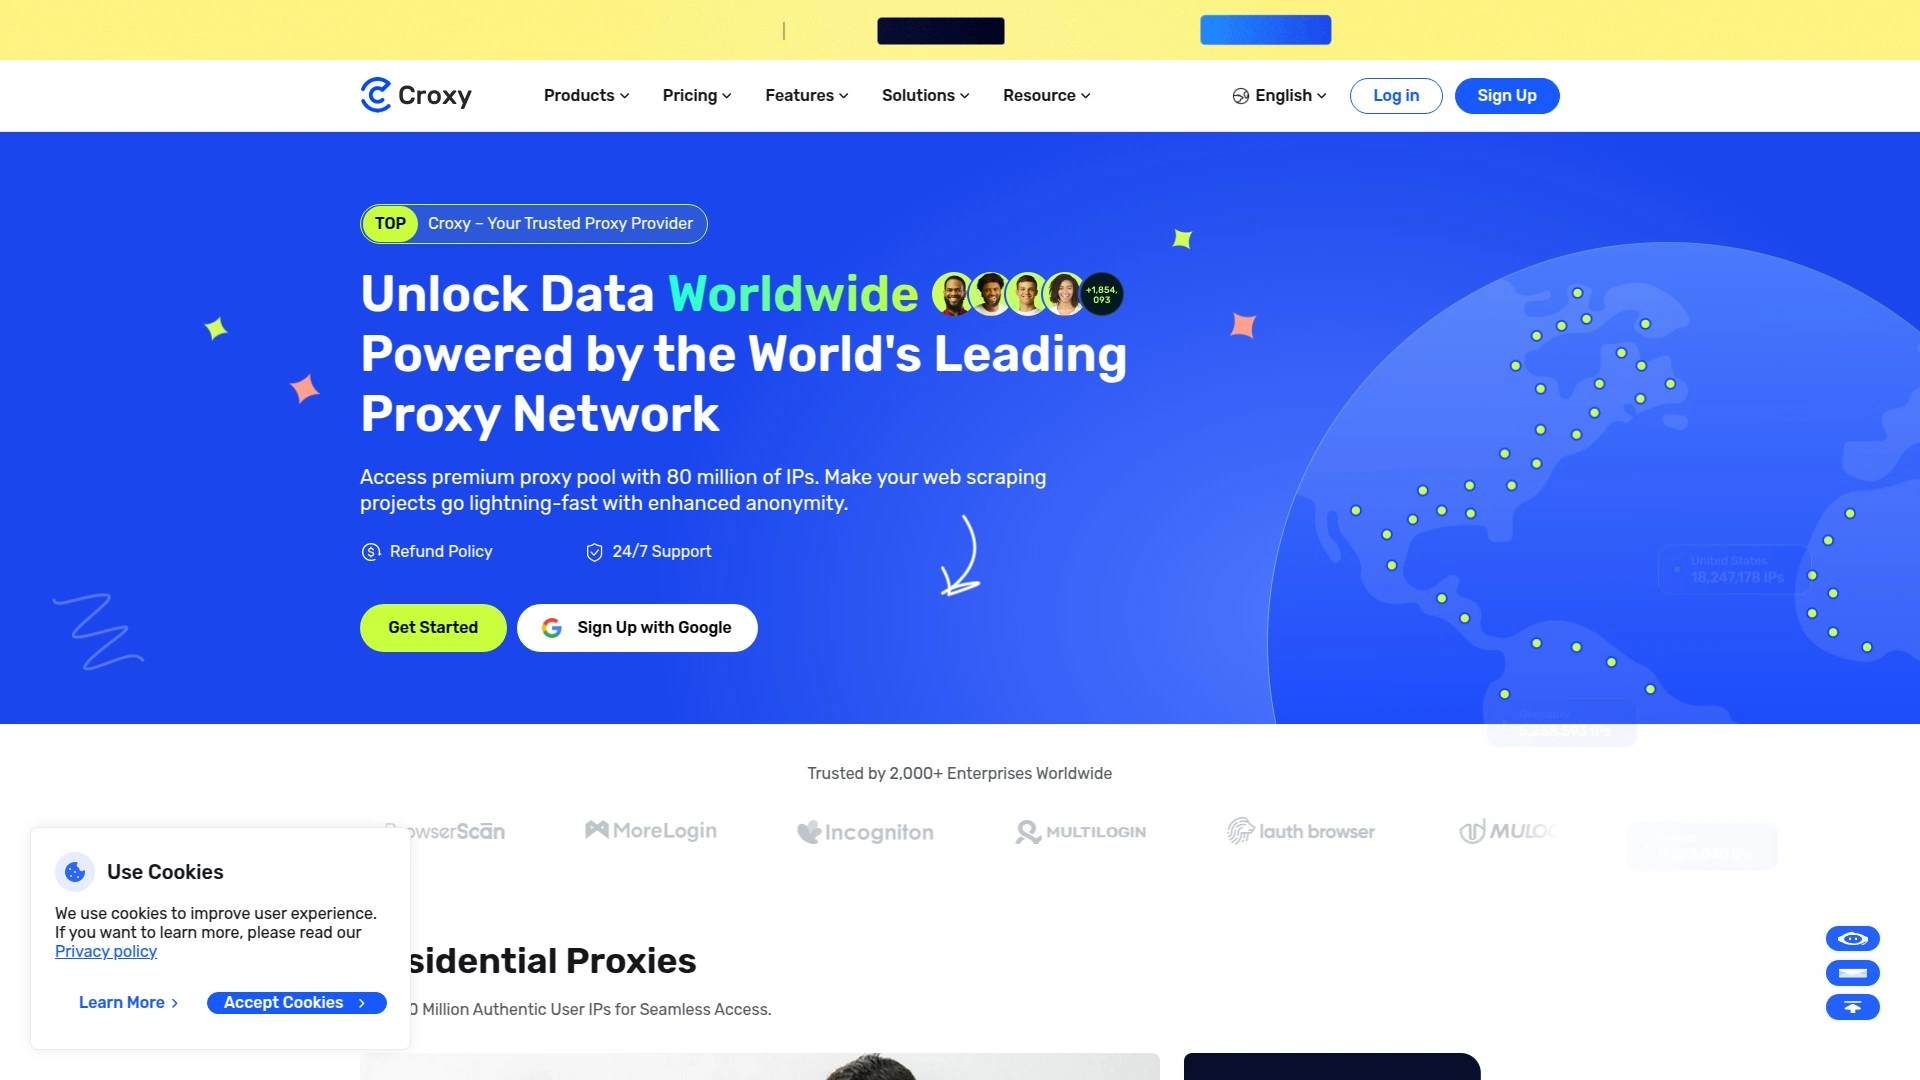 Croxy
Products
Pricing
Features
Solutions
Resource
English
Log in
Sign Up
TOP
Croxy – Your Trusted Proxy Provider
Unlock Data Worldwide
+1,854,
093
Powered by the World's Leading
Proxy Network
Access premium proxy pool with 80 million of IPs. Make your web scraping
projects go lightning-fast with enhanced anonymity.
Refund Policy
24/7 Support
Get Started
Sign Up with Google
United States
18,247,178 IPs
Trusted by 2,000+ Enterprises Worldwide
owserScan
MoreLogin
Incogniton
MULTILOGIN
lauth browser
MULO
Use Cookies
We use cookies to improve user experience.
If you want to learn more, please read our
Privacy policy
Learn More
Accept Cookies
sidential Proxies
0 Million Authentic User IPs for Seamless Access.